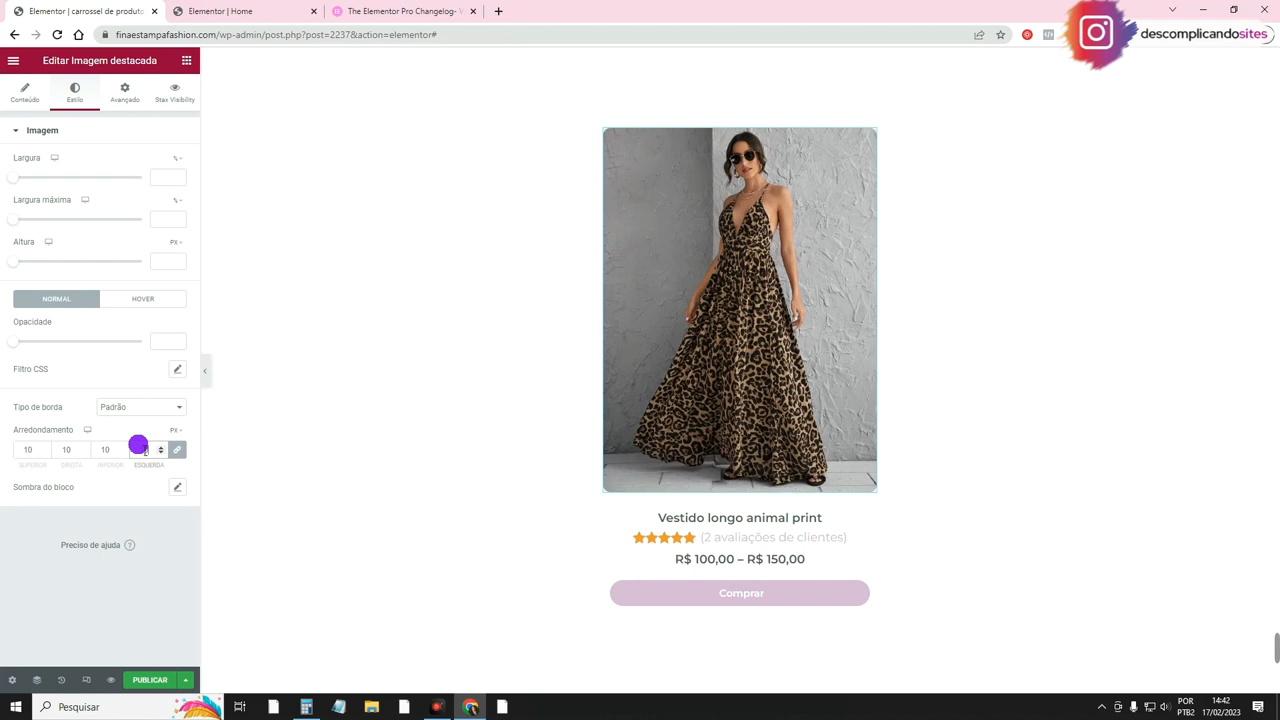 Elementor | carrossel de produto
Elementor | Home
The Elementor Pro Changelog- V
finaestampafashion.com/wp-admin/post.php?post=2237&action=elementor#
descomplicandosites
Editar Imagem destacada
Conteúdo
Estilo
Avançado
Stax Visibility
Imagem
Largura
%
Largura máxima
%
Altura
PX
NORMAL
HOVER
Opacidade
Filtro CSS
Tipo de borda
Padrão
Arredondamento
PX
10 10 10
SUPERIOR DIREITA INFERIOR ESQUERDA
Sombra do bloco
Preciso de ajuda ?
PUBLICAR
Vestido longo animal print
(2 avaliações de clientes)
R$ 100,00 – R$ 150,00
Comprar
Pesquisar
POR
PTB2
14:42
17/02/2023